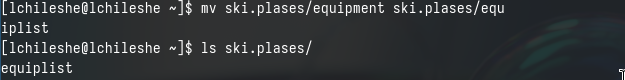 [lchileshe@lchileshe ~]$ mv ski.plases/equipment ski.plases/equ
iplist
[lchileshe@lchileshe ~]$ ls ski.plases/
equiplist